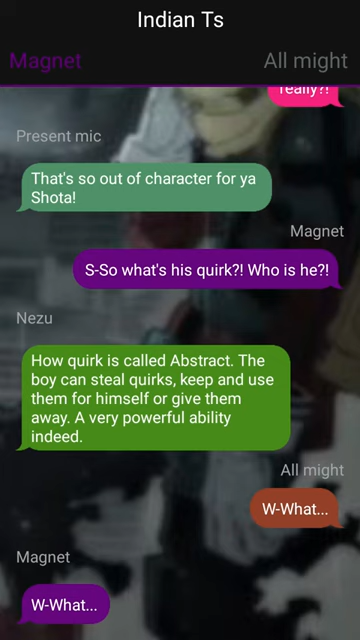 Indian Ts
Magnet
All might
really?!
Present mic
That's so out of character for ya
Shota!
Magnet
S-So what's his quirk?! Who is he?!
Nezu
How quirk is called Abstract. The
boy can steal quirks, keep and use
them for himself or give them
away. A very powerful ability
indeed.
All might
W-What...
Magnet
W-What...